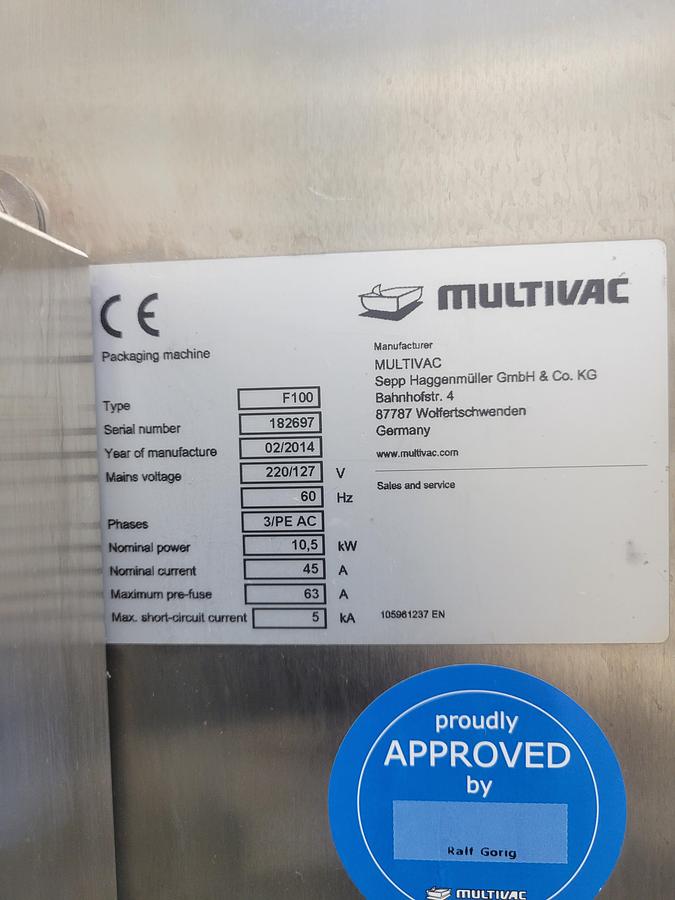 CE
Packaging machine
Type F100
Serial number 182697
Year of manufacture 02/2014
Mains voltage 220/127 V
60 Hz
Phases 3/PE AC
Nominal power 10,5 kW
Nominal current 45 A
Maximum pre-fuse 63 A
Max. short-circuit current 5 kA
MULTIVAC
Manufacturer
MULTIVAC
Sepp Haggenmüller GmbH & Co. KG
Bahnhofstr. 4
87787 Wolfertschwenden
Germany
www.multivac.com
Sales and service
105961237 EN
proudly
APPROVED
by
Ralf Gorig
MULTIVAC